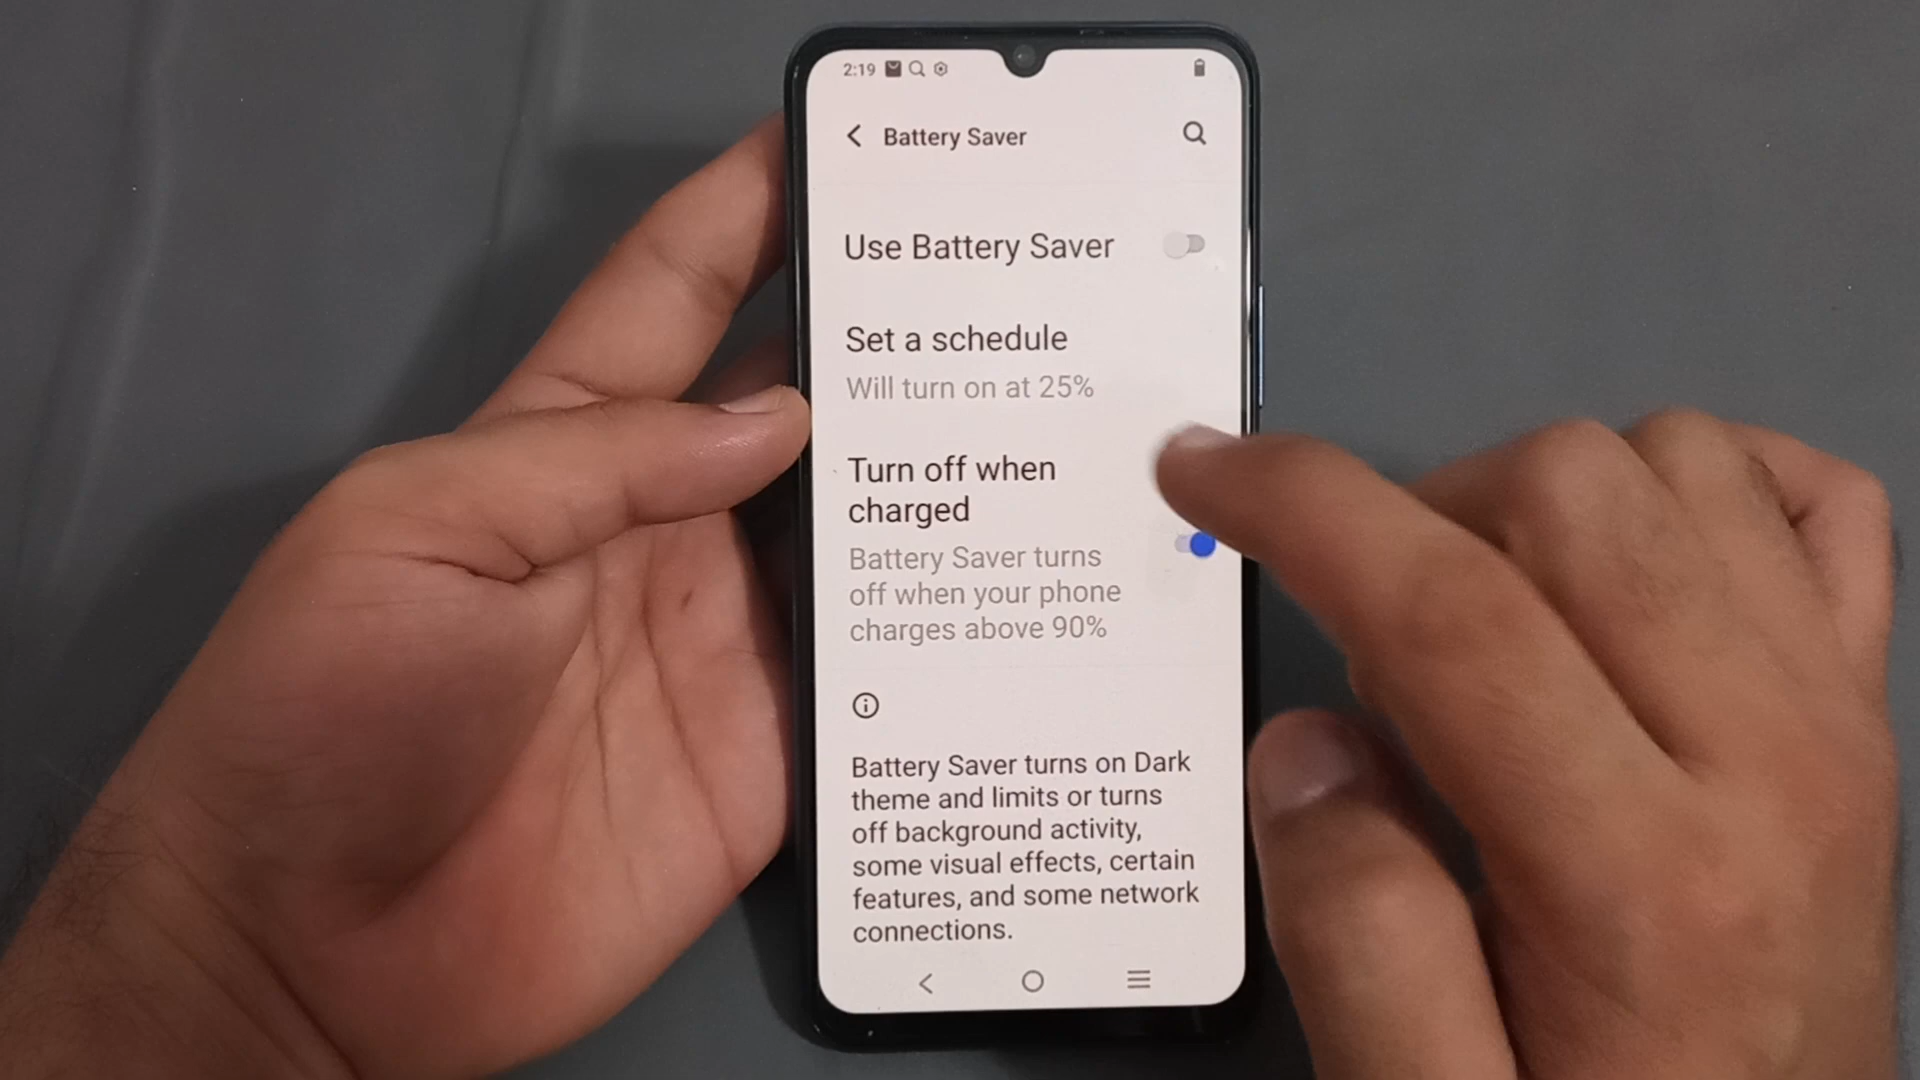 2:19
Battery Saver
Use Battery Saver
Set a schedule
Will turn on at 25%
Turn off when
charged
Battery Saver turns
off when your phone
charges above 90%
Battery Saver turns on Dark
theme and limits or turns
off background activity,
some visual effects, certain
features, and some network
connections.